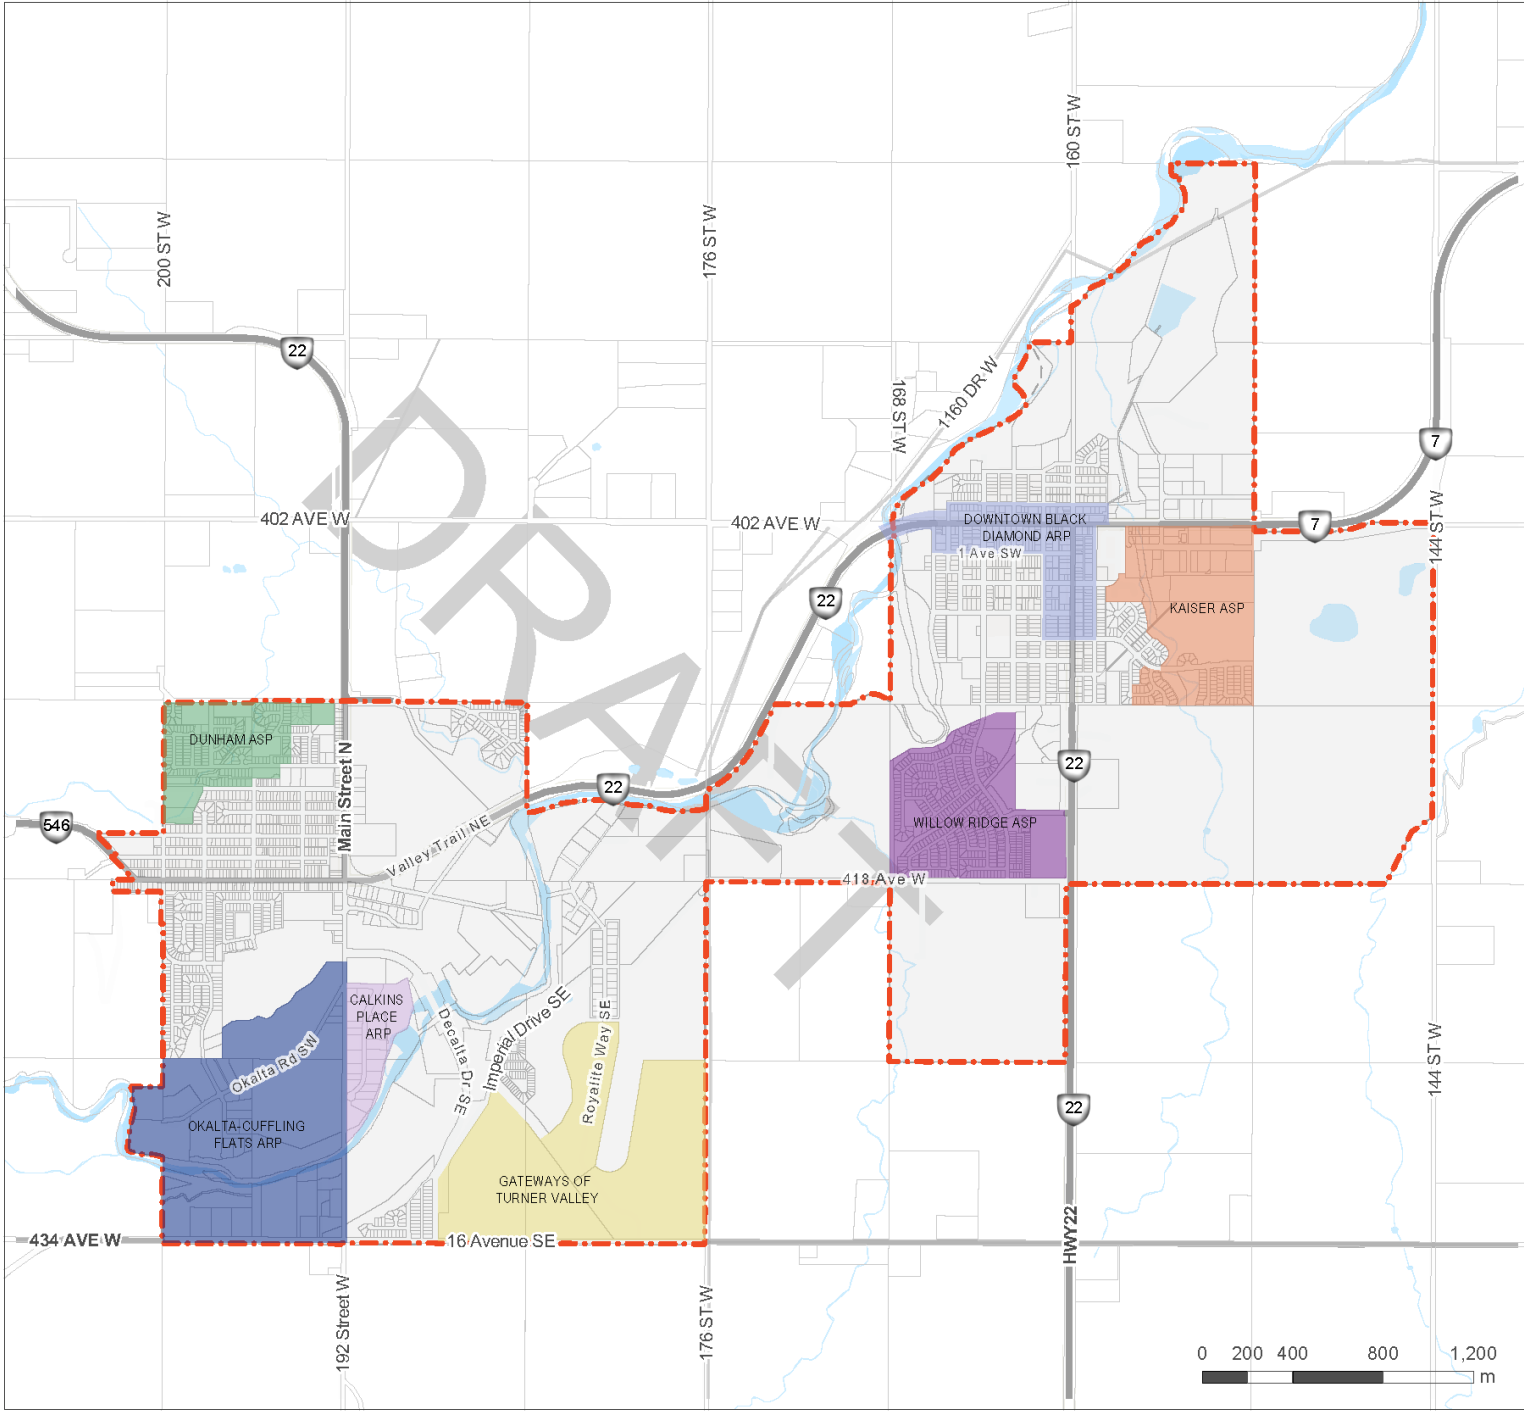 160 ST W
200 ST W
176 ST W
22
168 ST W
1160 DR W
7
144 ST W
402 AVE W
402 AVE W
DOWNTOWN BLACK
DIAMOND ARP
1 Ave SW
7
22
KAISER ASP
DRAFT
DUNHAM ASP
Main Street N
22
22
546
Valley Trail NE
WILLOW RIDGE ASP
418 Ave W
CALKINS
PLACE
ARP
Decalta Dr SE
Imperial Drive SE
Royalite Way SE
Okalta Rd SW
144 ST W
22
OKALTA-CUFFLING
FLATS ARP
GATEWAYS OF
TURNER VALLEY
434 AVE W
16 Avenue SE
HWY22
192 Street W
176 ST W
0 200 400 800 1,200
m